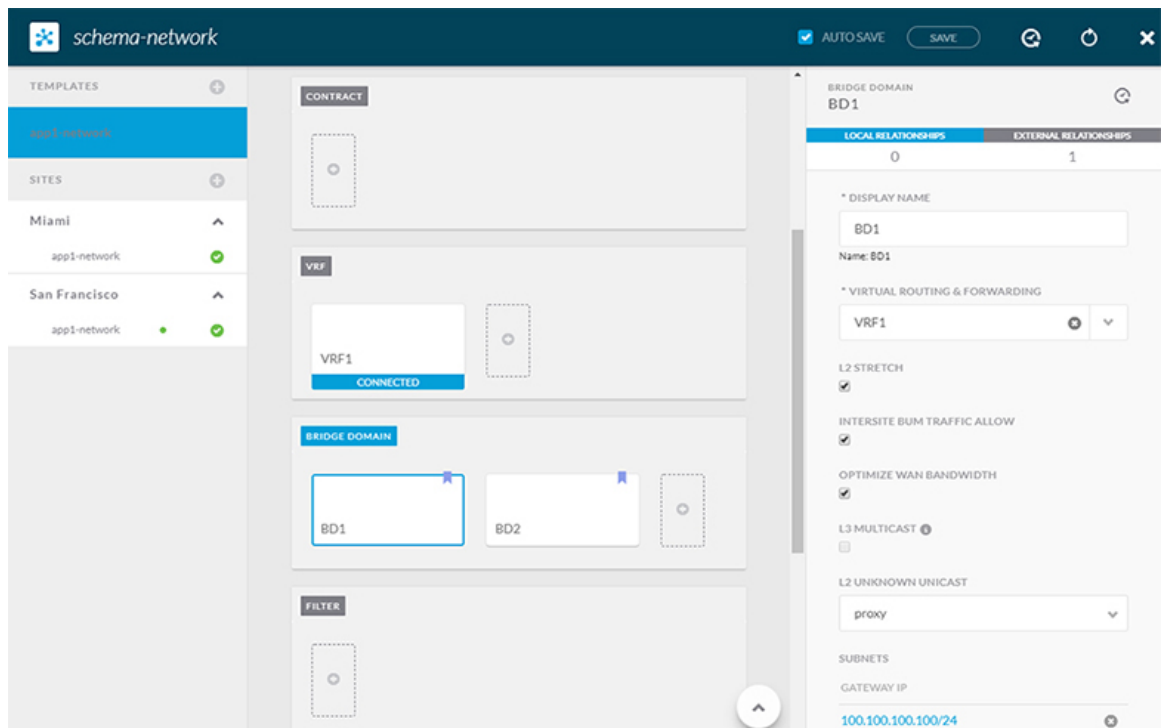 schema-network
AUTO SAVE
SAVE
TEMPLATES
app1-network
SITES
Miami
app1-network
San Francisco
app1-network
CONTRACT
VRF
VRF1
CONNECTED
BRIDGE DOMAIN
BD1
BD2
FILTER
BRIDGE DOMAIN
BD1
LOCAL RELATIONSHIPS
EXTERNAL RELATIONSHIPS
0
1
* DISPLAY NAME
BD1
Name: BD1
* VIRTUAL ROUTING & FORWARDING
VRF1
L2 STRETCH
INTERSITE BUM TRAFFIC ALLOW
OPTIMIZE WAN BANDWIDTH
L3 MULTICAST
L2 UNKNOWN UNICAST
proxy
SUBNETS
GATEWAY IP
100.100.100.100/24